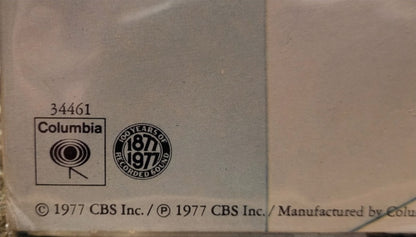 34461
Columbia
100 YEARS OF
1877
1977
RECORDED SOUND
© 1977 CBS Inc. / ℗ 1977 CBS Inc. / Manufactured by